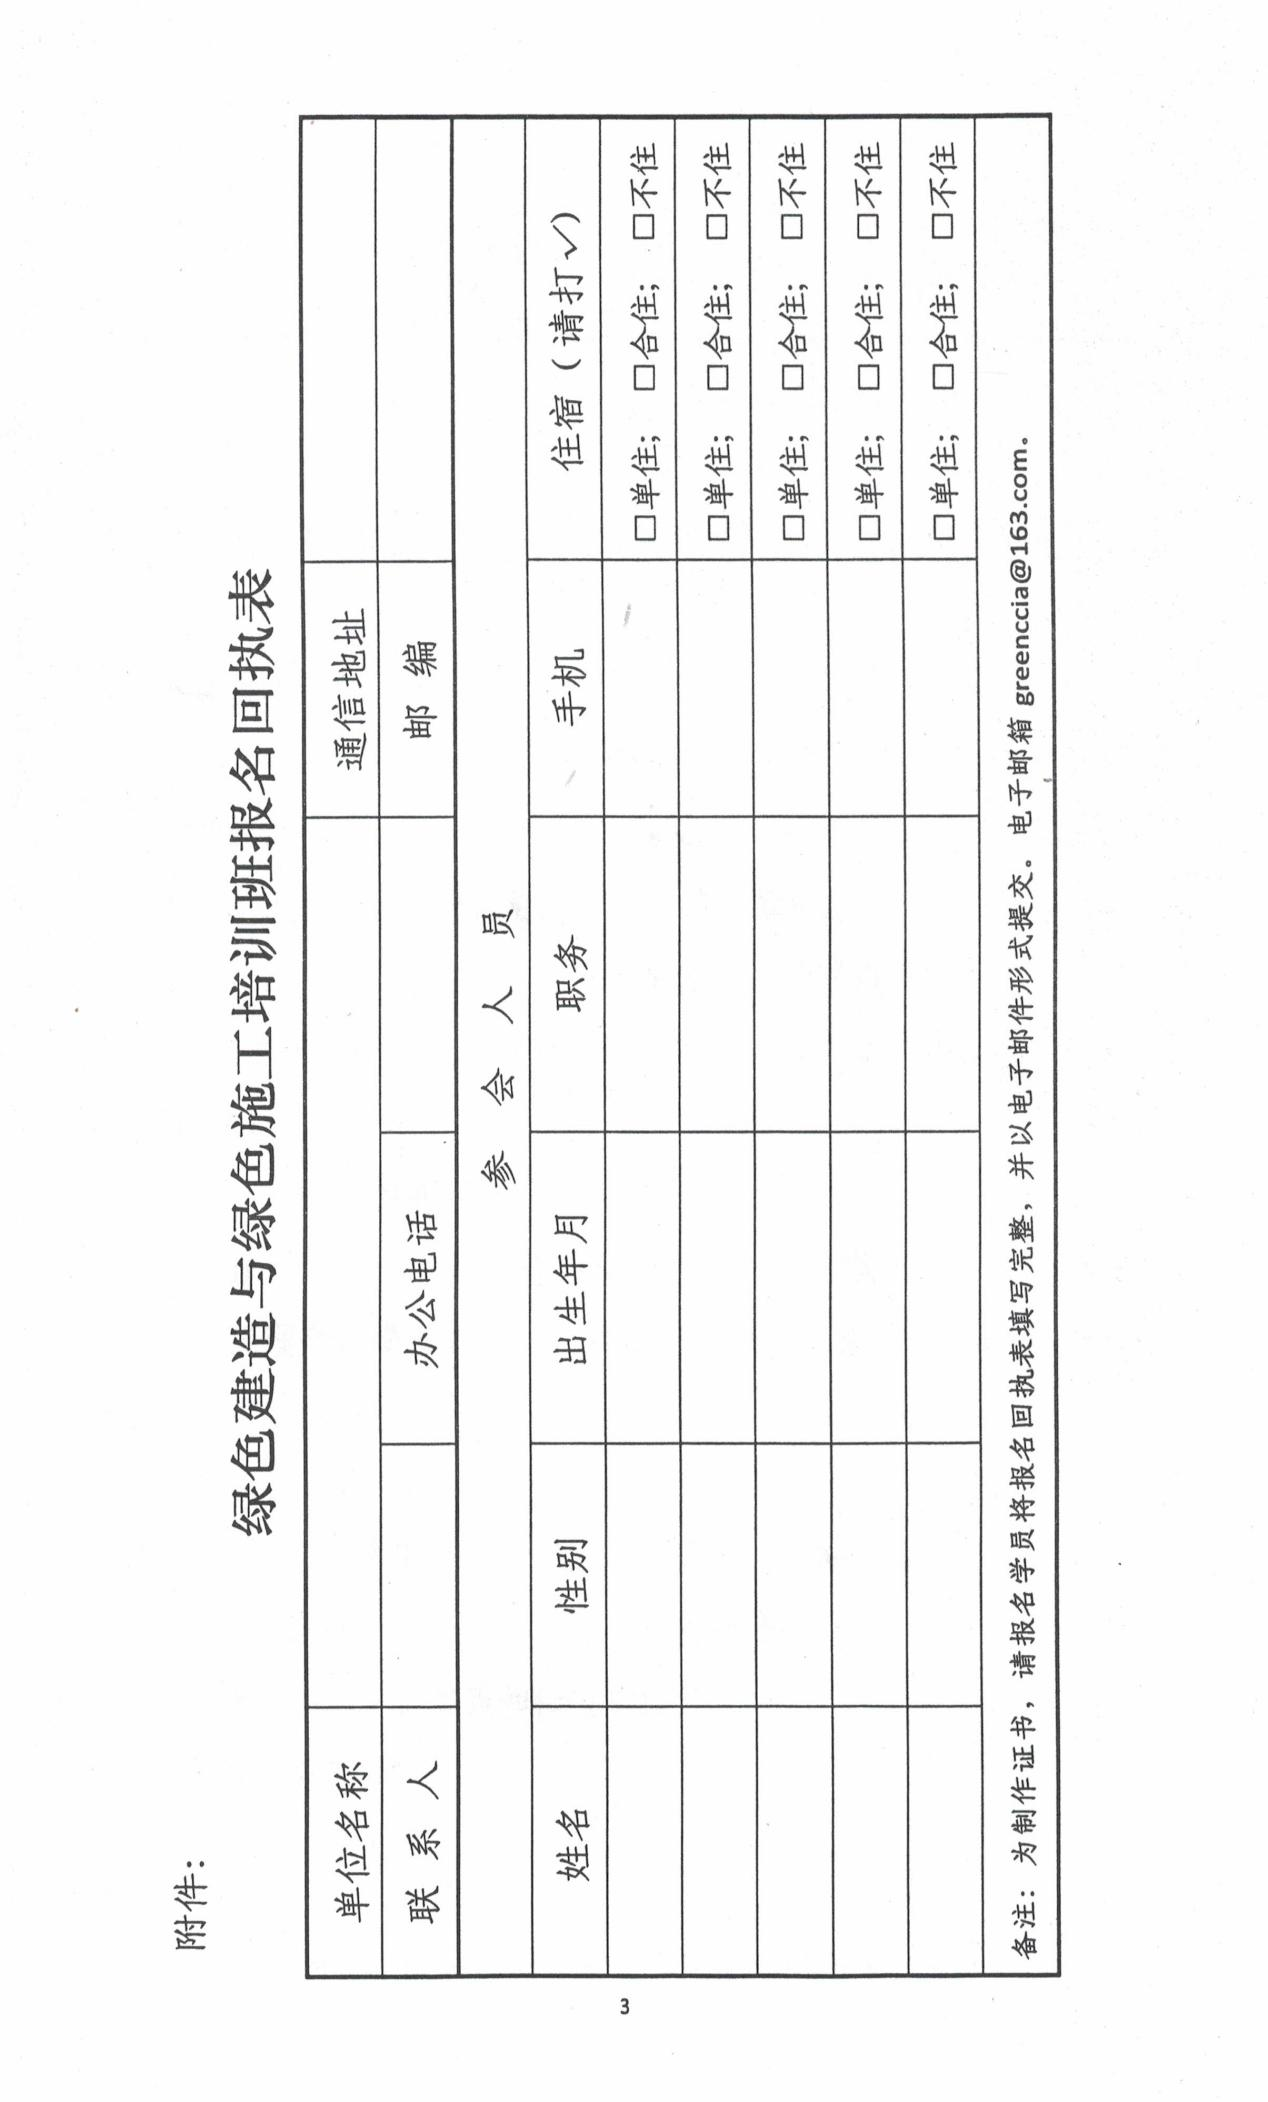 附件：
绿色建造与绿色施工培训班报名回执表
单位名称 通信地址
联系人 办公电话 邮编
参会人员
姓名 性别 出生年月 职务 手机 住宿（请打√）
□单住； □合住； □不住
□单住； □合住； □不住
□单住； □合住； □不住
□单住； □合住； □不住
□单住； □合住； □不住
备注：为制作证书，请报名学员将报名回执表填写完整，并以电子邮件形式提交。电子邮箱 greenccia@163.com。
3